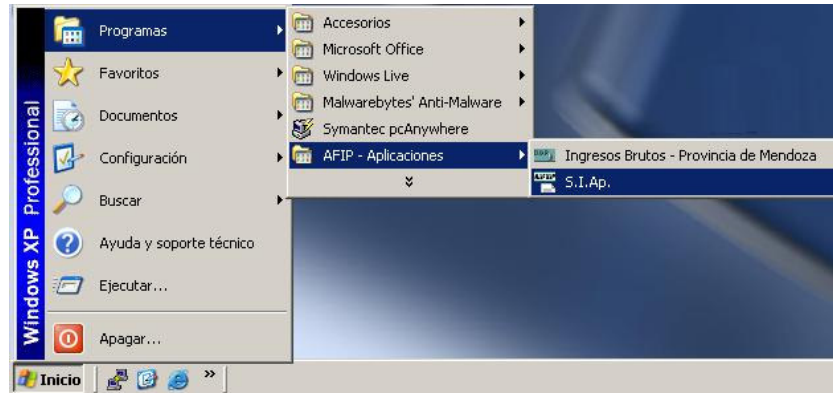 Windows XP Professional
Programas
Favoritos
Documentos
Configuración
Buscar
Ayuda y soporte técnico
Ejecutar...
Apagar...
Accesorios
Microsoft Office
Windows Live
Malwarebytes' Anti-Malware
Symantec pcAnywhere
AFIP - Aplicaciones
Ingresos Brutos - Provincia de Mendoza
S.I.Ap.
Inicio